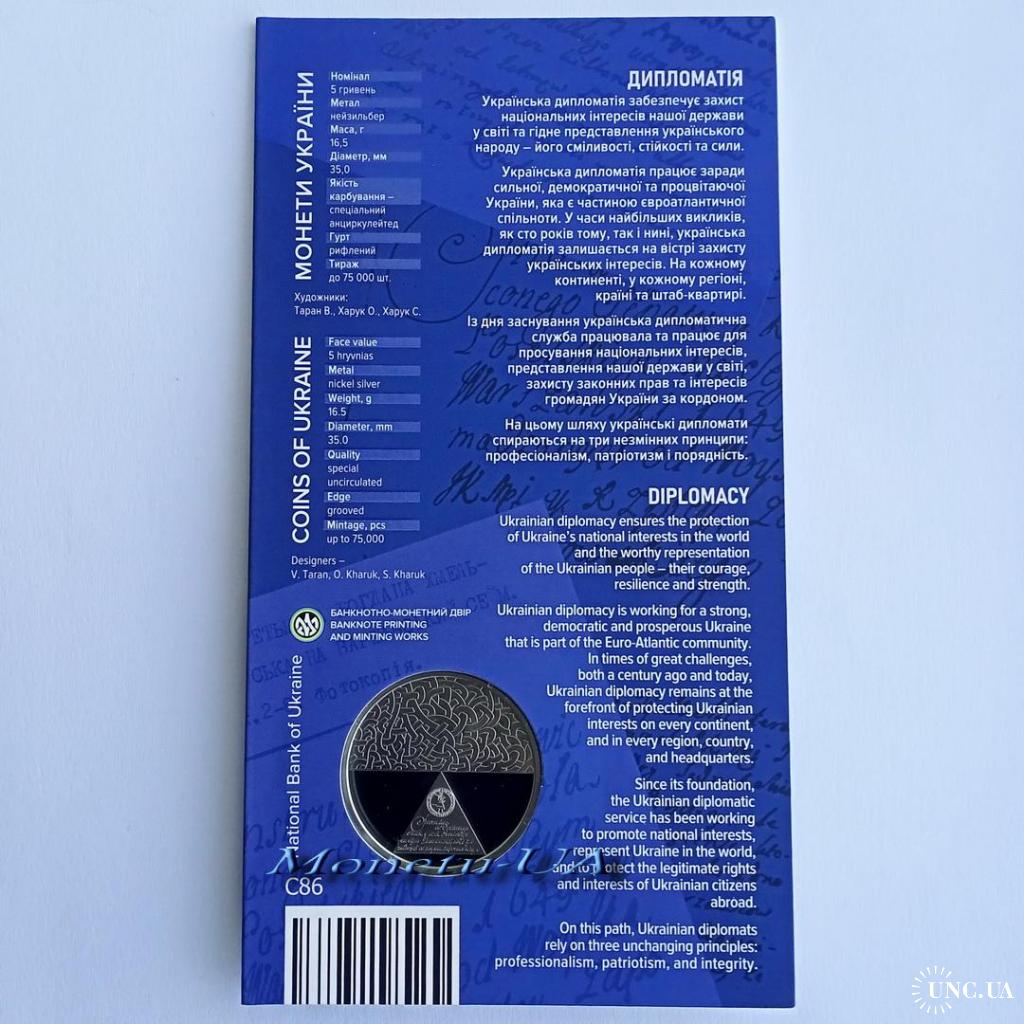 МОНЕТИ УКРАЇНИ
Номінал
5 гривень
Метал
нейзильбер
Маса, г
16,5
Діаметр, мм
35,0
Якість
карбування –
спеціальний
анциркулейтед
Гурт
рифлений
Тираж
до 75 000 шт.
Художники:
Таран В., Харук О., Харук С.
COINS OF UKRAINE
Face value
5 hryvnias
Metal
nickel silver
Weight, g
16.5
Diameter, mm
35.0
Quality
special
uncirculated
Edge
grooved
Mintage, pcs
up to 75,000
Designers –
V. Taran, O. Kharuk, S. Kharuk
БАНКНОТНО-МОНЕТНИЙ ДВІР
BANKNOTE PRINTING
AND MINTING WORKS
National Bank of Ukraine
C86
ДИПЛОМАТІЯ
Українська дипломатія забезпечує захист
національних інтересів нашої держави
у світі та гідне представлення українського
народу – його сміливості, стійкості та сили.
Українська дипломатія працює заради
сильної, демократичної та процвітаючої
України, яка є частиною євроатлантичної
спільноти. У часи найбільших викликів,
як сто років тому, так і нині, українська
дипломатія залишається на вістрі захисту
українських інтересів. На кожному
континенті, у кожному регіоні,
країні та штаб-квартирі.
Із дня заснування українська дипломатична
служба працювала та працює для
просування національних інтересів,
представлення нашої держави у світі,
захисту законних прав та інтересів
громадян України за кордоном.
На цьому шляху українські дипломати
спираються на три незмінних принципи:
професіоналізм, патріотизм і порядність.
DIPLOMACY
Ukrainian diplomacy ensures the protection
of Ukraine's national interests in the world
and the worthy representation
of the Ukrainian people – their courage,
resilience and strength.
Ukrainian diplomacy is working for a strong,
democratic and prosperous Ukraine
that is part of the Euro-Atlantic community.
In times of great challenges,
both a century ago and today,
Ukrainian diplomacy remains at the
forefront of protecting Ukrainian
interests on every continent,
and in every region, country,
and headquarters.
Since its foundation,
the Ukrainian diplomatic
service has been working
to promote national interests,
represent Ukraine in the world,
and to protect the legitimate rights
and interests of Ukrainian citizens
abroad.
On this path, Ukrainian diplomats
rely on three unchanging principles:
professionalism, patriotism, and integrity.
Монети-UA
UNC.UA